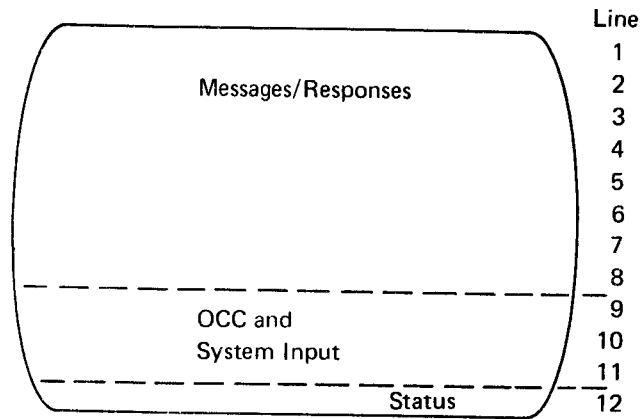 Line
1
Messages/Responses
2
3
4
5
6
7
8
OCC and
9
System Input
10
11
Status
12